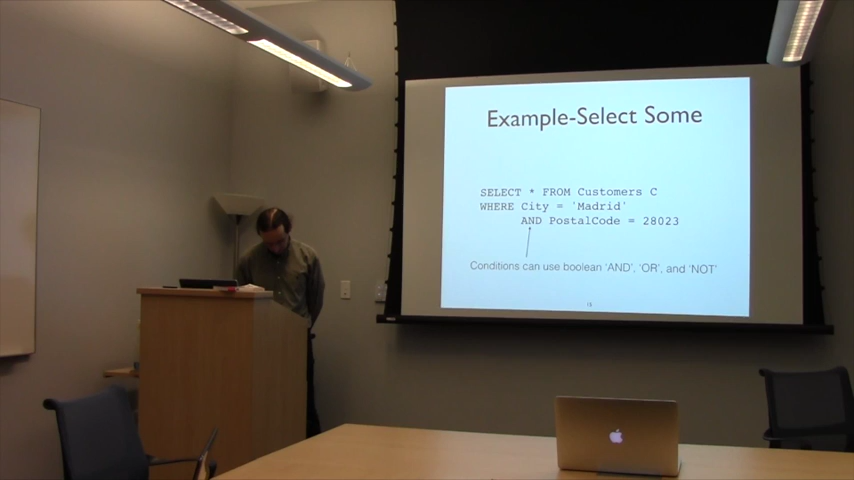 Example-Select Some
SELECT * FROM Customers C
WHERE City = 'Madrid'
AND PostalCode = 28023
Conditions can use boolean 'AND', 'OR', and 'NOT'